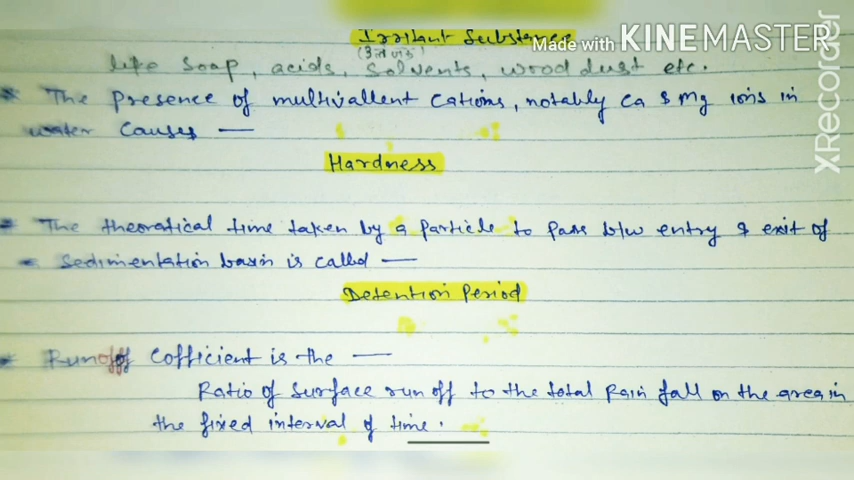 Irritant Substance
Made with KINEMASTER
XRecorder
like soap, acids, solvents, wood dust etc.
* The presence of multivallent cations, notably Ca & Mg ions in
water causes —
Hardness
* The theoratical time taken by a particle to pass b/w entry & exit of
sedimentation basin is called —
Detention Period
* Runoff Cofficient is the —
Ratio of Surface run off to the total Rain fall on the area in
the fixed interval of time.